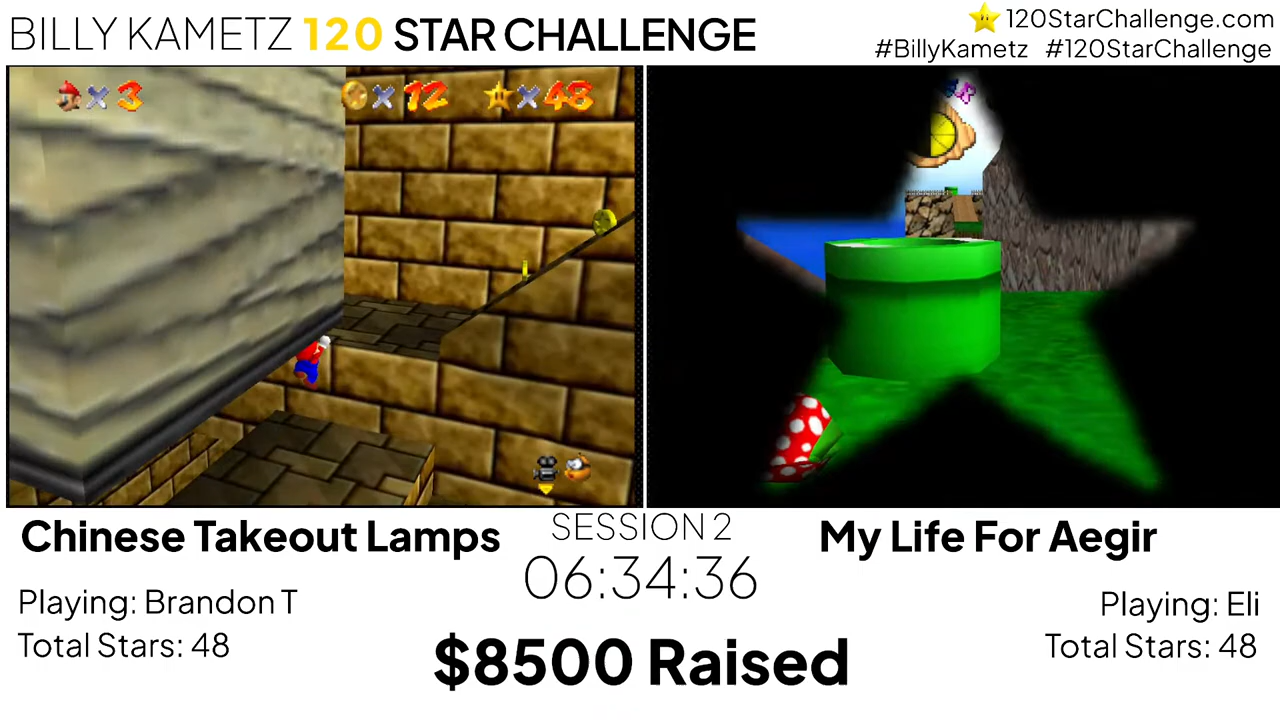 BILLY KAMETZ 120 STAR CHALLENGE
120StarChallenge.com
#BillyKametz #120StarChallenge
3
12
48
Chinese Takeout Lamps
SESSION 2
My Life For Aegir
06:34:36
Playing: Brandon T
Playing: Eli
Total Stars: 48
Total Stars: 48
$8500 Raised